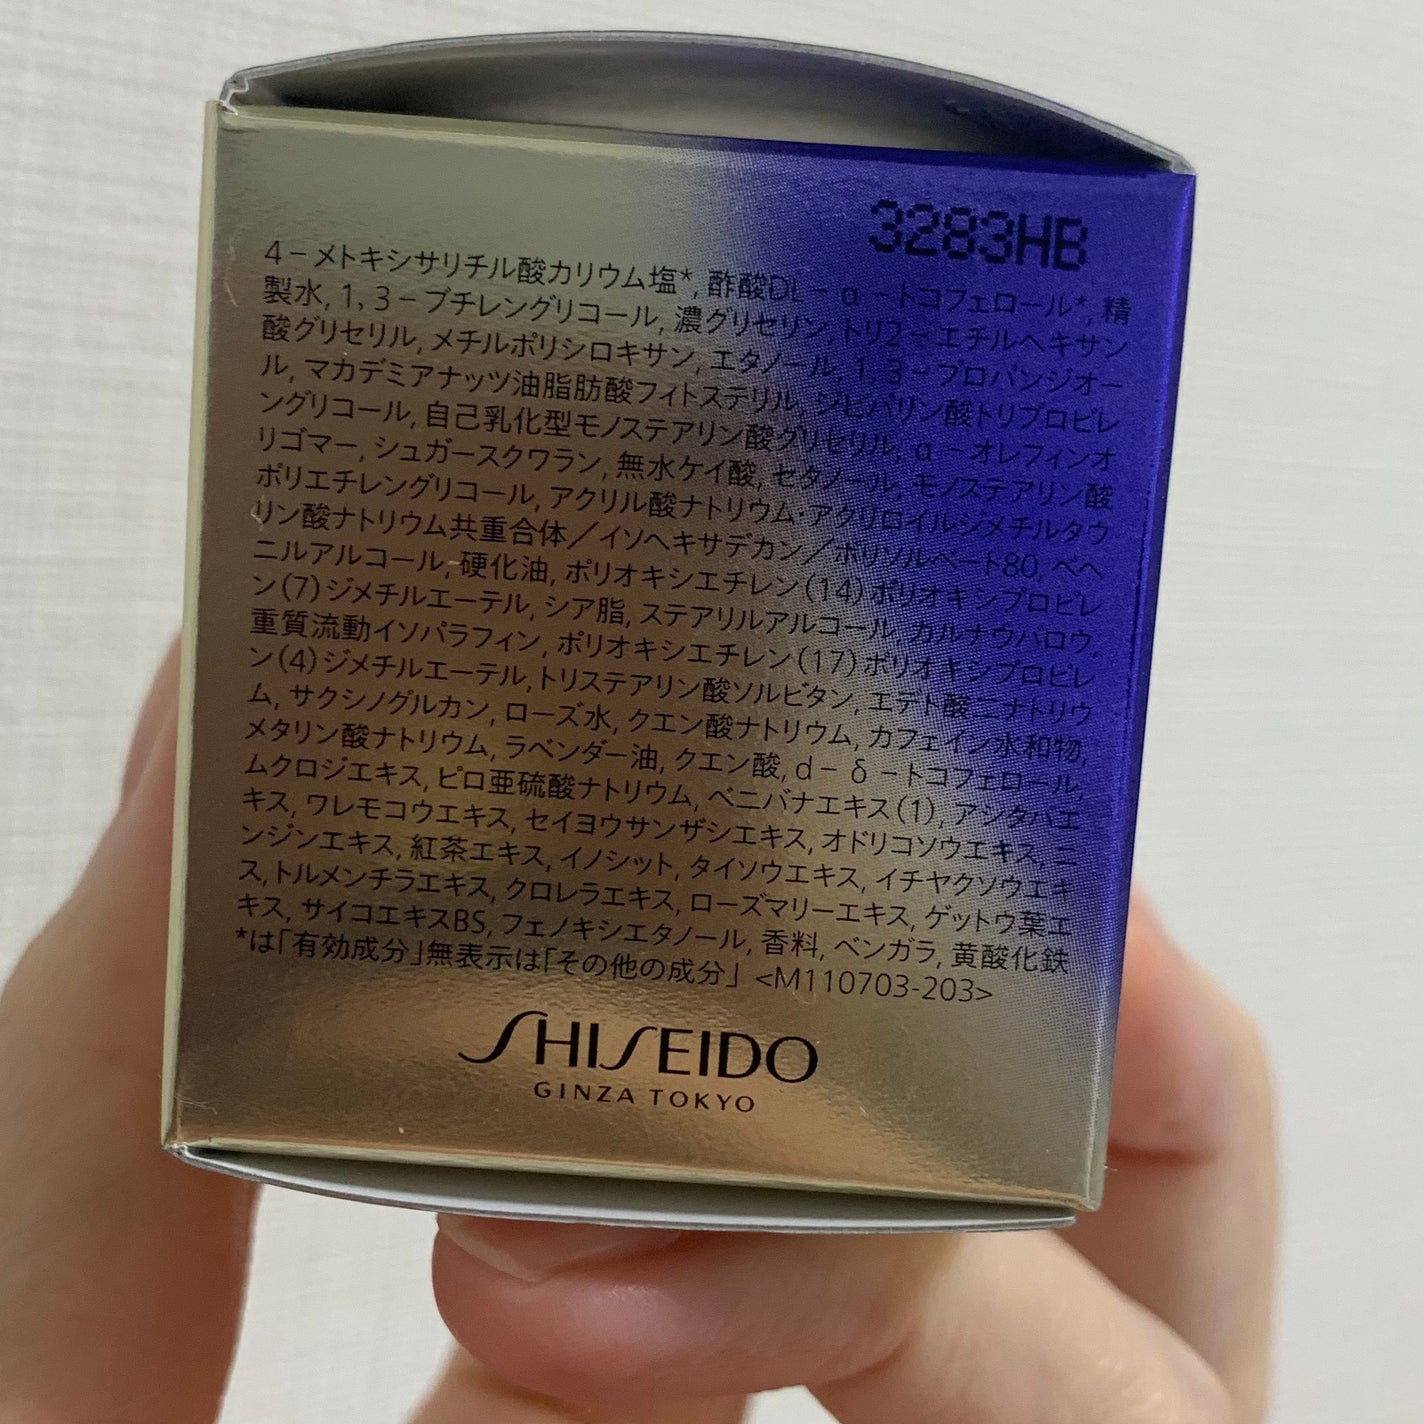 3283HB
4－メトキシサリチル酸カリウム塩*, 酢酸DL－α－トコフェロール*, 精
製水, 1, 3－ブチレングリコール, 濃グリセリン, トリ2－エチルヘキサン
酸グリセリル, メチルポリシロキサン, エタノール, 1, 3－プロパンジオー
ル, マカデミアナッツ油脂肪酸フィトステリル, ジピバリン酸トリプロピレ
ングリコール, 自己乳化型モノステアリン酸グリセリル, α－オレフィンオ
リゴマー, シュガースクワラン, 無水ケイ酸, セタノール, モノステアリン酸
ポリエチレングリコール, アクリル酸ナトリウム・アクリロイルジメチルタウ
リン酸ナトリウム共重合体／イソヘキサデカン／ポリソルベート80, ベヘ
ニルアルコール, 硬化油, ポリオキシエチレン(14)ポリオキシプロピレ
ン(7)ジメチルエーテル, シア脂, ステアリルアルコール, カルナウバロウ,
重質流動イソパラフィン, ポリオキシエチレン(17)ポリオキシプロピレ
ン(4)ジメチルエーテル, トリステアリン酸ソルビタン, エデト酸二ナトリウ
ム, サクシノグルカン, ローズ水, クエン酸ナトリウム, カフェイン水和物,
メタリン酸ナトリウム, ラベンダー油, クエン酸, d－δ－トコフェロール,
ムクロジエキス, ピロ亜硫酸ナトリウム, ベニバナエキス(1), アシタバエ
キス, ワレモコウエキス, セイヨウサンザシエキス, オドリコソウエキス, ニ
ンジンエキス, 紅茶エキス, イノシット, タイソウエキス, イチヤクソウエキ
ス, トルメンチラエキス, クロレラエキス, ローズマリーエキス, ゲットウ葉エ
キス, サイコエキスBS, フェノキシエタノール, 香料, ベンガラ, 黄酸化鉄
*は「有効成分」無表示は「その他の成分」 <M110703-203>
SHISEIDO
GINZA TOKYO